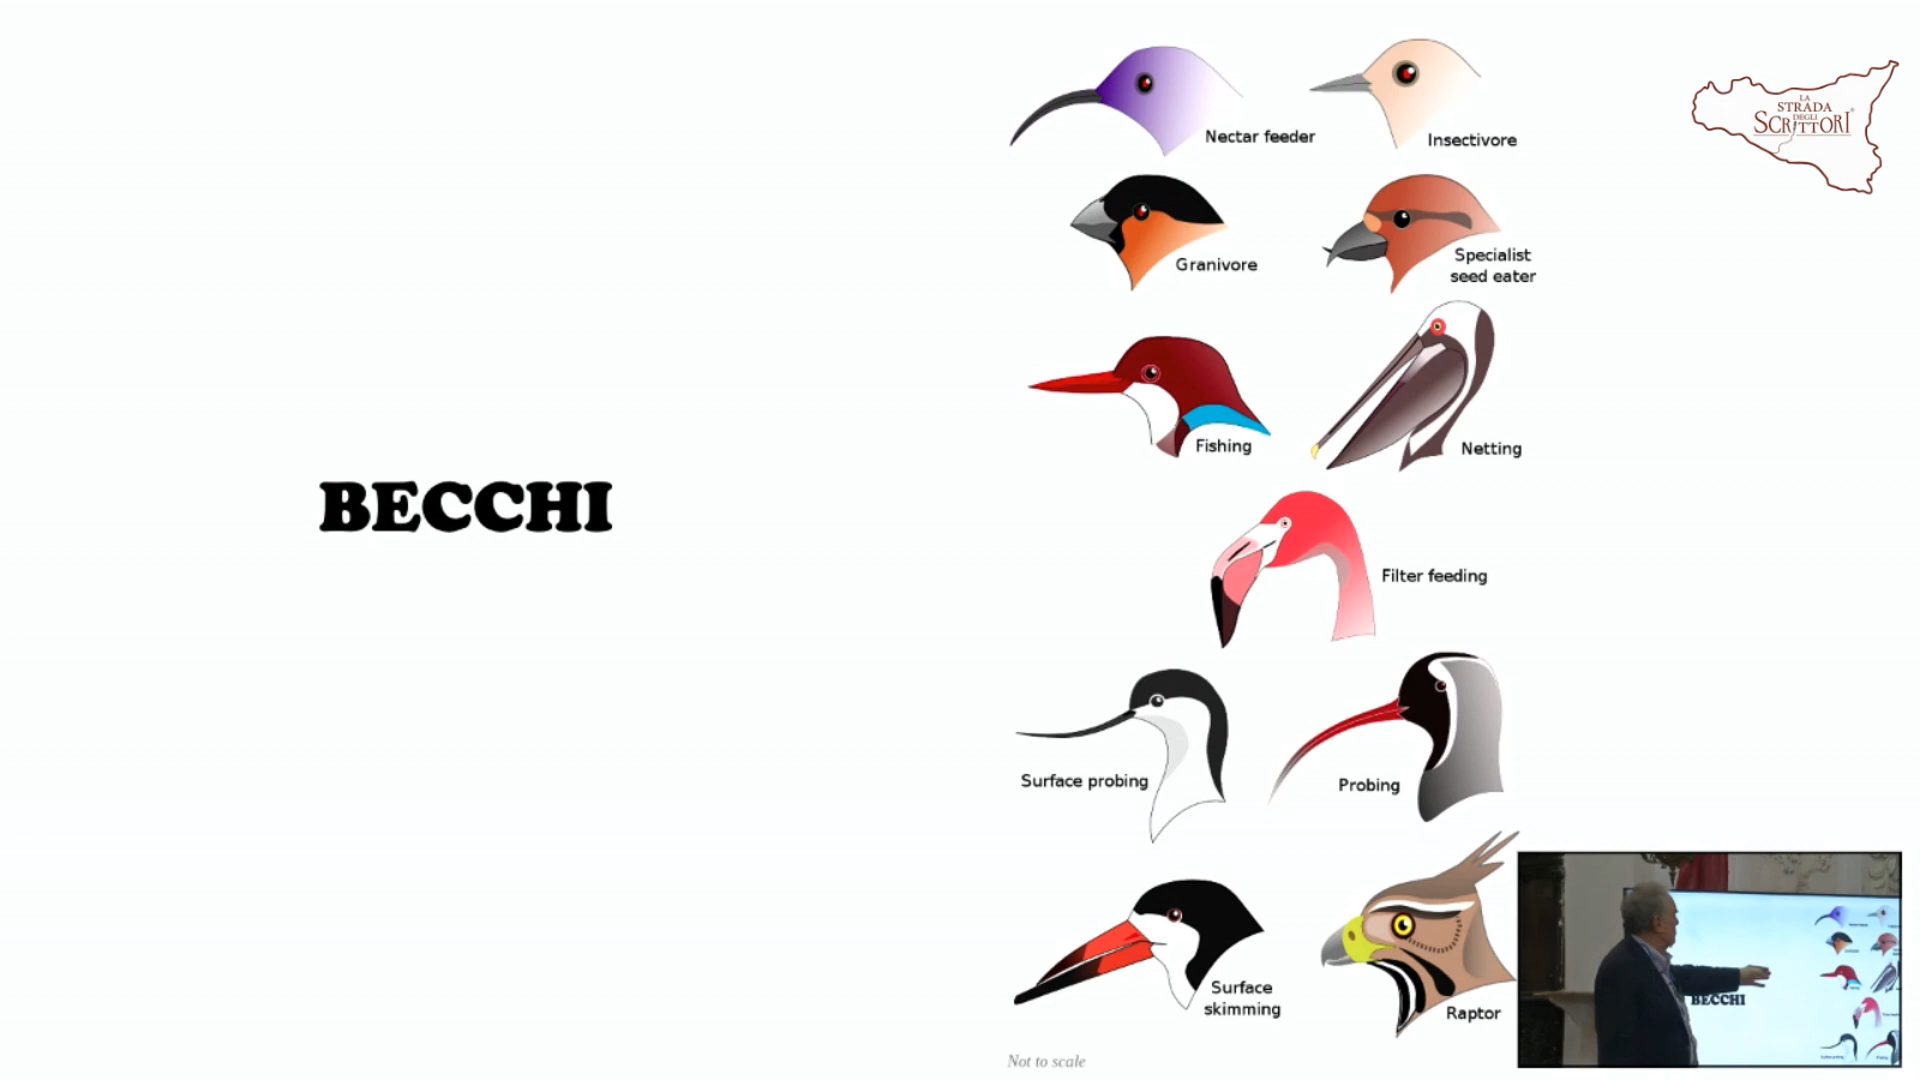 Nectar feeder
Insectivore
LA
STRADA
DEGLI
SCRITTORI
Granivore
Specialist
seed eater
Fishing
Netting
BECCHI
Filter feeding
Surface probing
Probing
Surface
skimming
Raptor
BECCHI
Not to scale